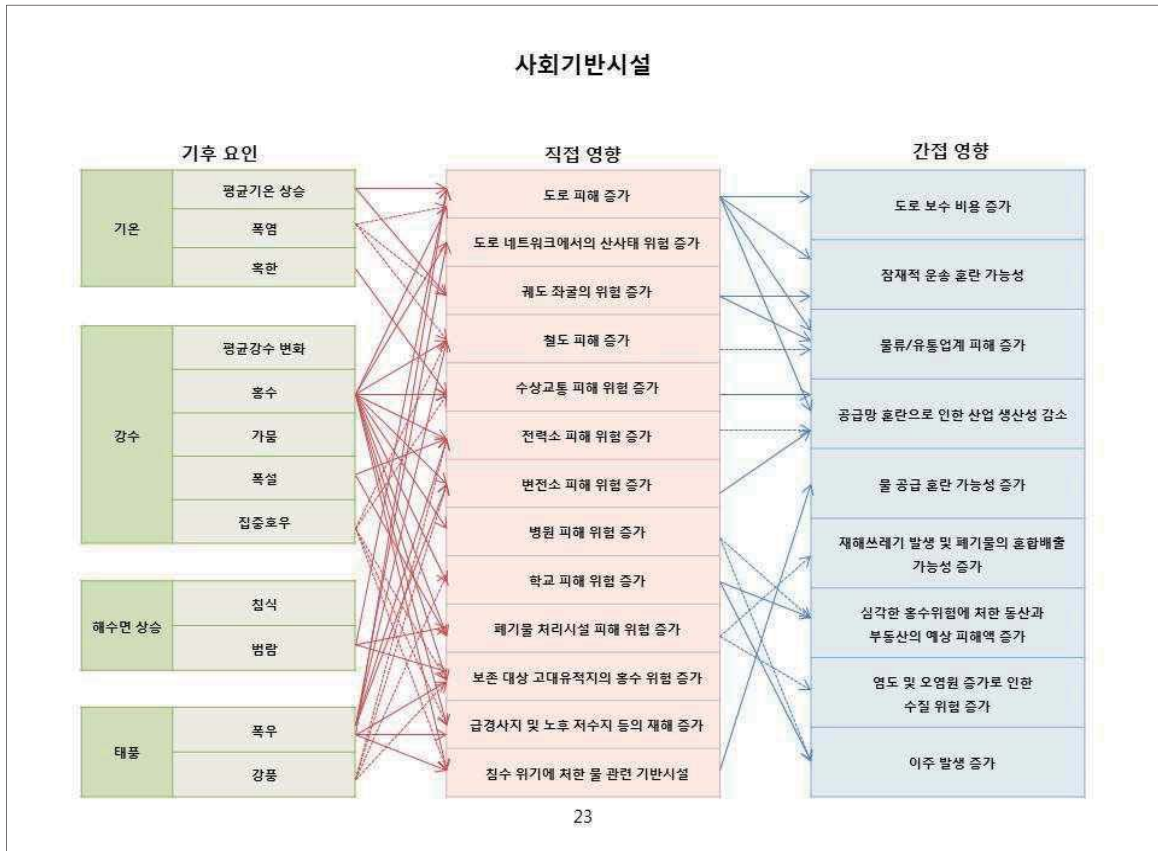 사회기반시설
기후 요인
직접 영향
간접 영향
기온
평균기온 상승
폭염
혹한
강수
평균강수 변화
홍수
가뭄
폭설
집중호우
해수면 상승
침식
범람
태풍
폭우
강풍
도로 피해 증가
도로 네트워크에서의 산사태 위험 증가
궤도 좌굴의 위험 증가
철도 피해 증가
수상교통 피해 위험 증가
전력소 피해 위험 증가
변전소 피해 위험 증가
병원 피해 위험 증가
학교 피해 위험 증가
폐기물 처리시설 피해 위험 증가
보존 대상 고대유적지의 홍수 위험 증가
급경사지 및 노후 저수지 등의 재해 증가
침수 위기에 처한 물 관련 기반시설
도로 보수 비용 증가
잠재적 운송 혼란 가능성
물류/유통업계 피해 증가
공급망 혼란으로 인한 산업 생산성 감소
물 공급 혼란 가능성 증가
재해쓰레기 발생 및 폐기물의 혼합배출
가능성 증가
심각한 홍수위험에 처한 동산과
부동산의 예상 피해액 증가
염도 및 오염원 증가로 인한
수질 위험 증가
이주 발생 증가
23